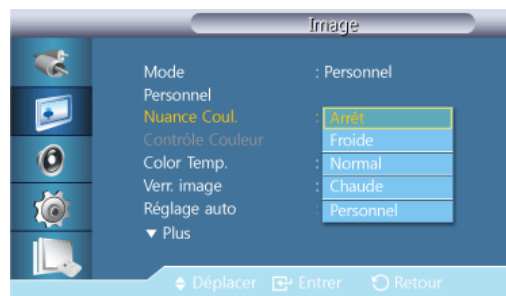 Image
Mode : Personnel
Personnel
Nuance Coul. : Arrêt
Contrôle Couleur Froide
Color Temp. : Normal
Verr. image : Chaude
Réglage auto : Personnel
▼ Plus
Déplacer Entrer Retour